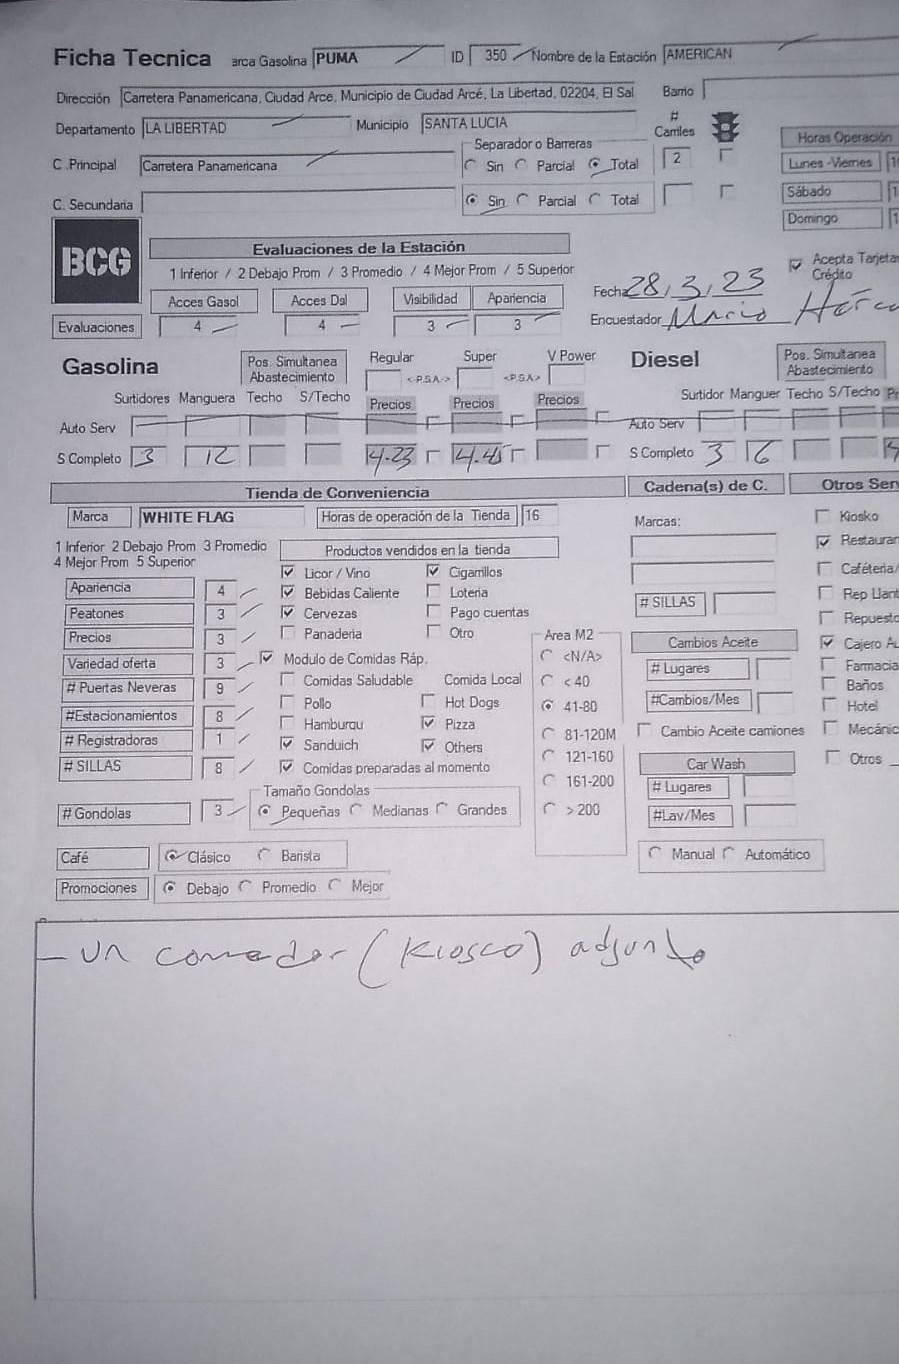 Ficha Tecnica arca Gasolina PUMA ID 350 Nombre de la Estación AMERICAN
Dirección Carretera Panamericana, Ciudad Arce, Municipio de Ciudad Arcé, La Libertad, 02204, El Sal Barrio
Departamento LA LIBERTAD Municipio SANTA LUCIA # Carriles
Separador o Barreras Horas Operación
C .Principal Carretera Panamericana Sin Parcial Total 2 Lunes -Viernes
C. Secundaria Sin Parcial Total Sábado
Domingo
BCG Evaluaciones de la Estación
1 Inferior / 2 Debajo Prom / 3 Promedio / 4 Mejor Prom / 5 Superior Acepta Tarjeta
Crédito
Fecha 28, 3, 23
Acces Gasol Acces Dsl Visibilidad Apariencia
Evaluaciones 4 4 3 3 Encuestador Mario
Gasolina Pos. Simultanea Abastecimiento Regular Super V Power Diesel Pos. Simultanea Abastecimiento
<-P.S.A.-> <-P.S.A>
Surtidores Manguera Techo S/Techo Precios Precios Precios Surtidor Manguer Techo S/Techo
Auto Serv Auto Serv
S Completo 3 12 4.23 4.45 S Completo 3 6
Tienda de Conveniencia Cadena(s) de C. Otros Ser
Marca WHITE FLAG Horas de operación de la Tienda 16 Marcas: Kiosko
1 Inferior 2 Debajo Prom 3 Promedio Productos vendidos en la tienda Restaurar
4 Mejor Prom 5 Superior
Licor / Vino Cigarrillos Cafétería/
Apariencia 4 Bebidas Caliente Loteria # SILLAS Rep Llant
Peatones 3 Cervezas Pago cuentas Repuesto
Precios 3 Panaderia Otro Area M2 Cambios Aceite Cajero Au
Variedad oferta 3 Modulo de Comidas Ráp. <N/A> # Lugares Farmacia
# Puertas Neveras 9 Comidas Saludable Comida Local < 40 Baños
#Estacionamientos 8 Pollo Hot Dogs 41-80 #Cambios/Mes Hotel
# Registradoras 1 Hamburqu Pizza 81-120M Cambio Aceite camiones Mecánic
# SILLAS 8 Sanduich Others 121-160 Car Wash Otros
Comidas preparadas al momento 161-200 # Lugares
Tamaño Gondolas
# Gondolas 3 Pequeñas Medianas Grandes > 200 #Lav/Mes
Café Clásico Barista Manual Automático
Promociones Debajo Promedio Mejor
- Un comedor (Kiosco) adjunto